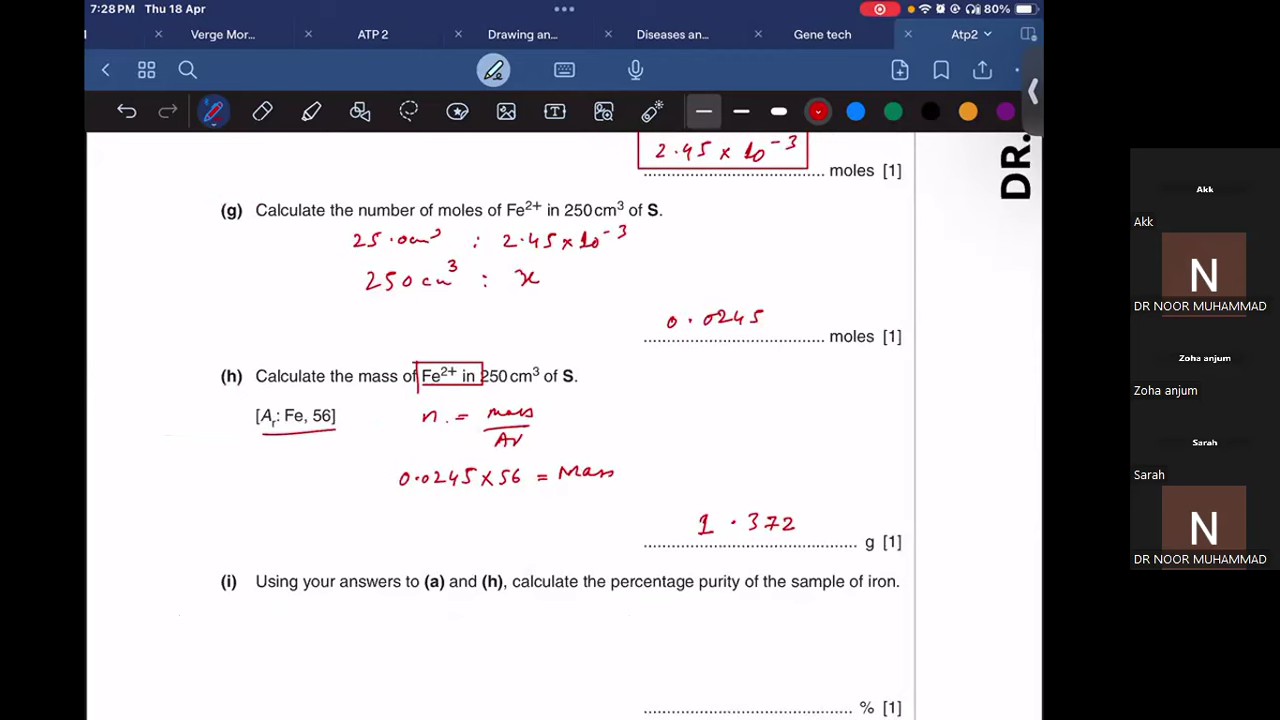 7:28 PM Thu 18 Apr
80%
Verge Mor...
ATP 2
Drawing an...
Diseases an...
Gene tech
Atp2
DR.
2.45 × 10⁻³
moles [1]
(g) Calculate the number of moles of Fe²⁺ in 250 cm³ of S.
25.0cm³ : 2.45×10⁻³
250cm³ : x
0.0245
moles [1]
(h) Calculate the mass of Fe²⁺ in 250 cm³ of S.
[Aᵣ: Fe, 56]
n. = mass
Ar
0.0245×56 = Mass
1.372
g [1]
(i) Using your answers to (a) and (h), calculate the percentage purity of the sample of iron.
% [1]
Akk
Akk
N
DR NOOR MUHAMMAD
Zoha anjum
Zoha anjum
Sarah
Sarah
N
DR NOOR MUHAMMAD